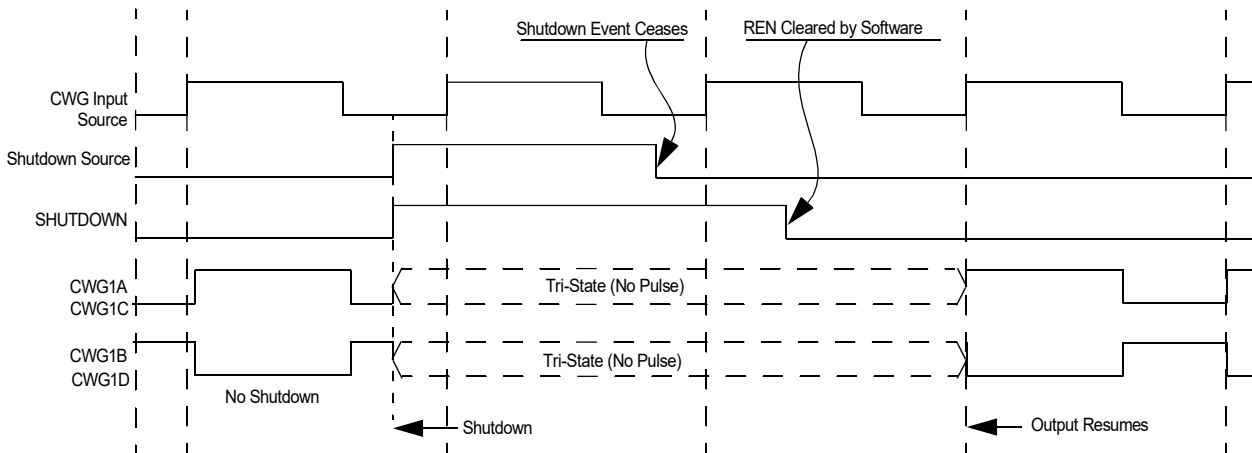 Shutdown Event Ceases
REN Cleared by Software
CWG Input
Source
Shutdown Source
SHUTDOWN
CWG1A
CWG1C
Tri-State (No Pulse)
CWG1B
CWG1D
Tri-State (No Pulse)
No Shutdown
Shutdown
Output Resumes